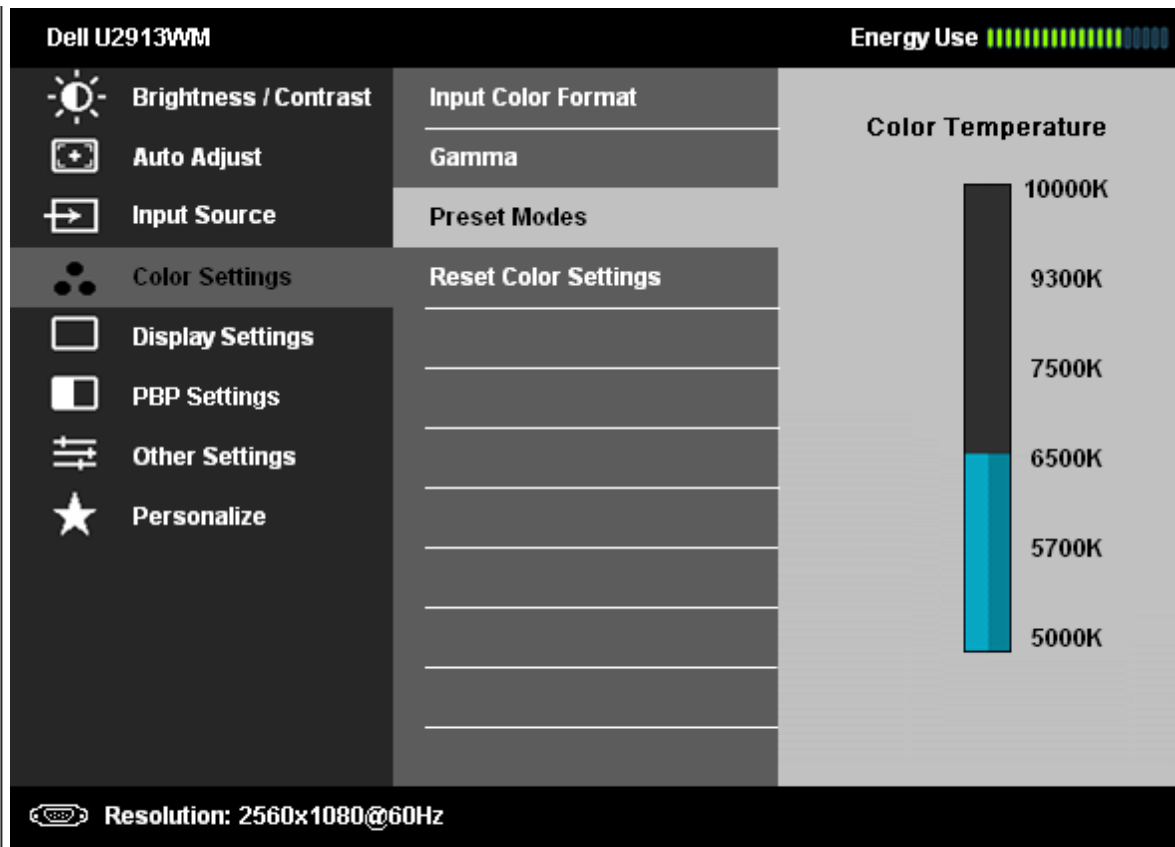 Dell U2913WM
Energy Use
Brightness / Contrast
Auto Adjust
Input Source
Color Settings
Display Settings
PBP Settings
Other Settings
Personalize
Input Color Format
Gamma
Preset Modes
Reset Color Settings
Color Temperature
10000K
9300K
7500K
6500K
5700K
5000K
Resolution: 2560x1080@60Hz